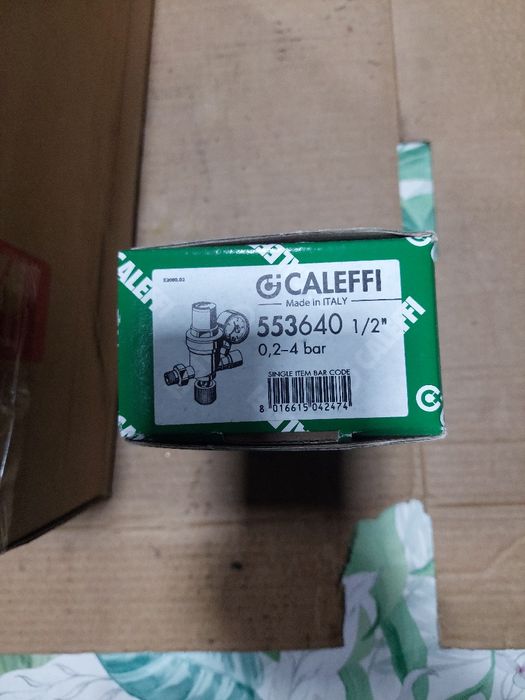 CALEFFI
Made in ITALY
553640 1/2"
0,2-4 bar
SINGLE ITEM BAR CODE
8 016615 042474